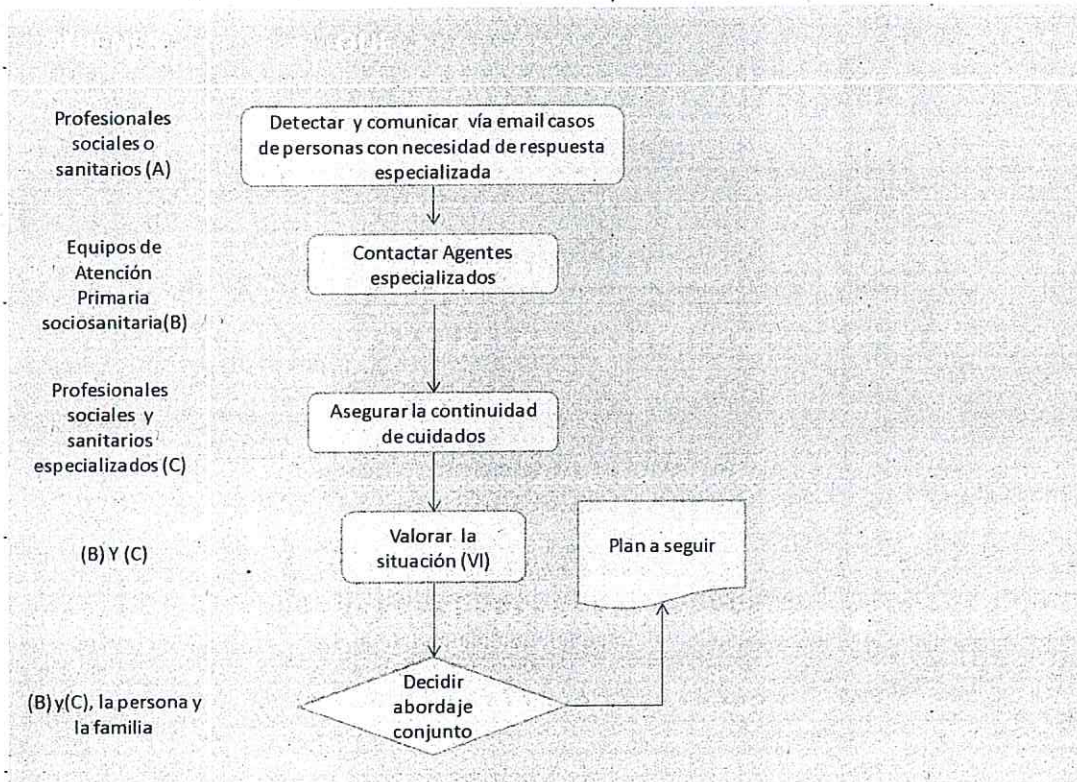 QUE
Profesionales
sociales o
sanitarios (A)
Detectar y comunicar vía email casos
de personas con necesidad de respuesta
especializada
Equipos de
Atención
Primaria
sociosanitaria(B)
Contactar Agentes
especializados
Profesionales
sociales y
sanitarios
especializados (C)
Asegurar la continuidad
de cuidados
(B) Y (C)
Valorar la
situación (VI)
Plan a seguir
(B) y(C), la persona y
la familia
Decidir
abordaje
conjunto